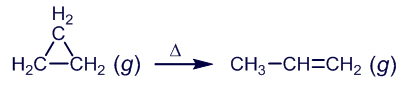 H₂
C
H₂C–CH₂ (g) Δ → CH₃–CH=CH₂ (g)